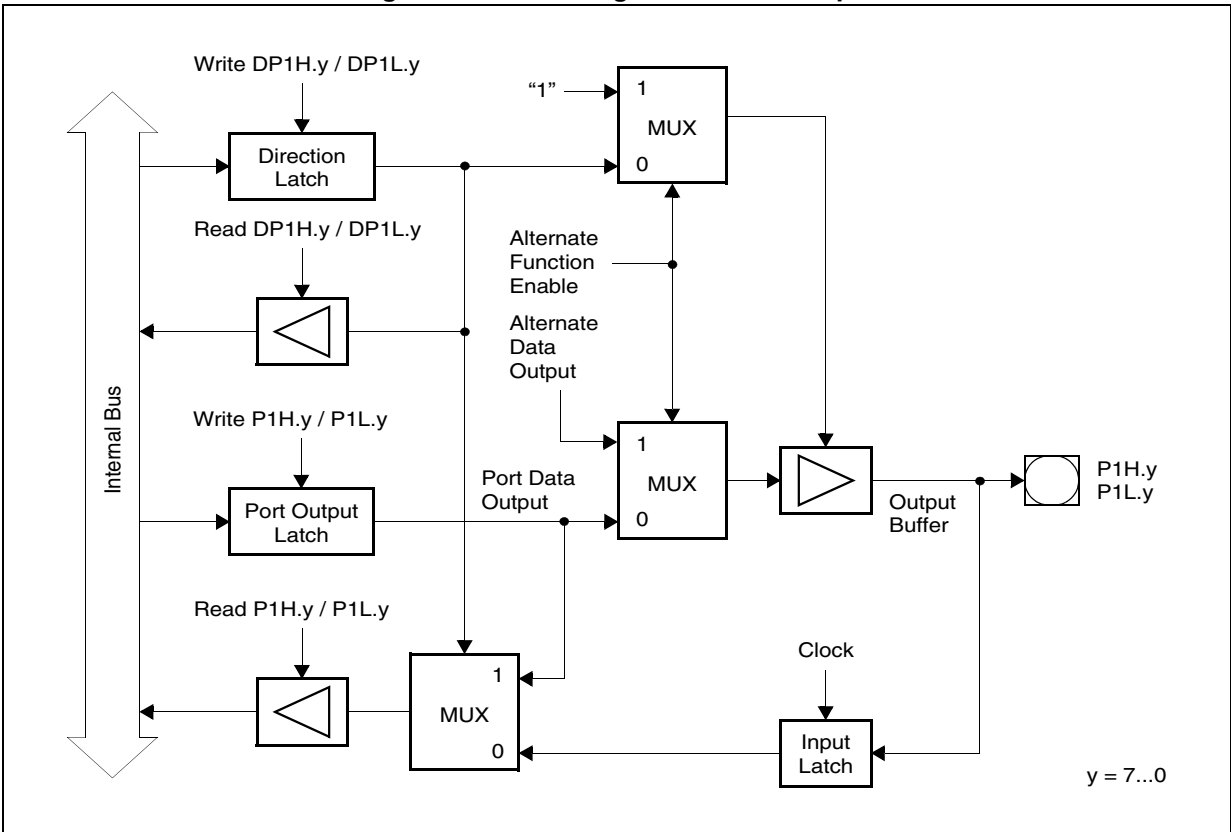 Write DP1H.y / DP1L.y
“1”
1
MUX
0
Direction
Latch
Read DP1H.y / DP1L.y
Alternate
Function
Enable
Alternate
Data
Output
Internal Bus
Write P1H.y / P1L.y
1
MUX
0
Port Data
Output
Port Output
Latch
Output
Buffer
P1H.y
P1L.y
Read P1H.y / P1L.y
Clock
1
MUX
0
Input
Latch
y = 7...0